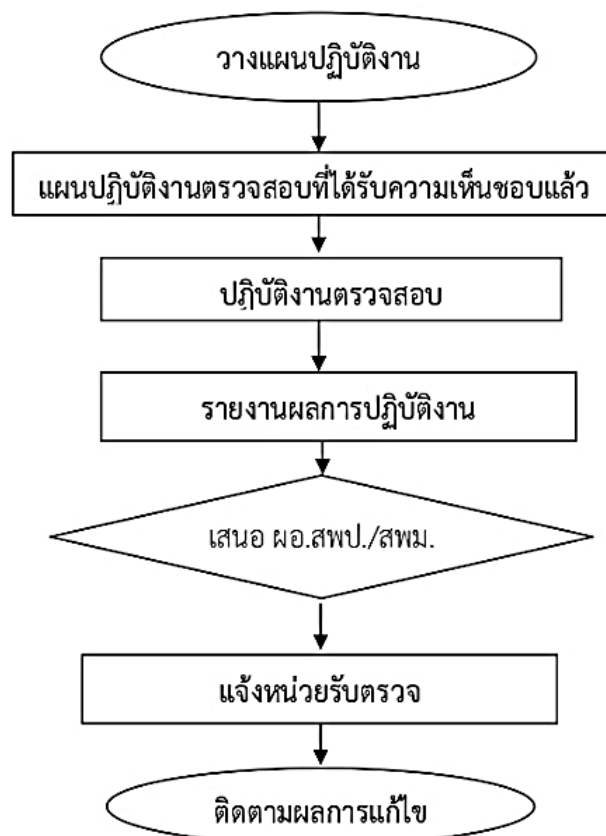 วางแผนปฏิบัติงาน
แผนปฏิบัติงานตรวจสอบที่ได้รับความเห็นชอบแล้ว
ปฏิบัติงานตรวจสอบ
รายงานผลการปฏิบัติงาน
เสนอ ผอ.สพป./สพม.
แจ้งหน่วยรับตรวจ
ติดตามผลการแก้ไข